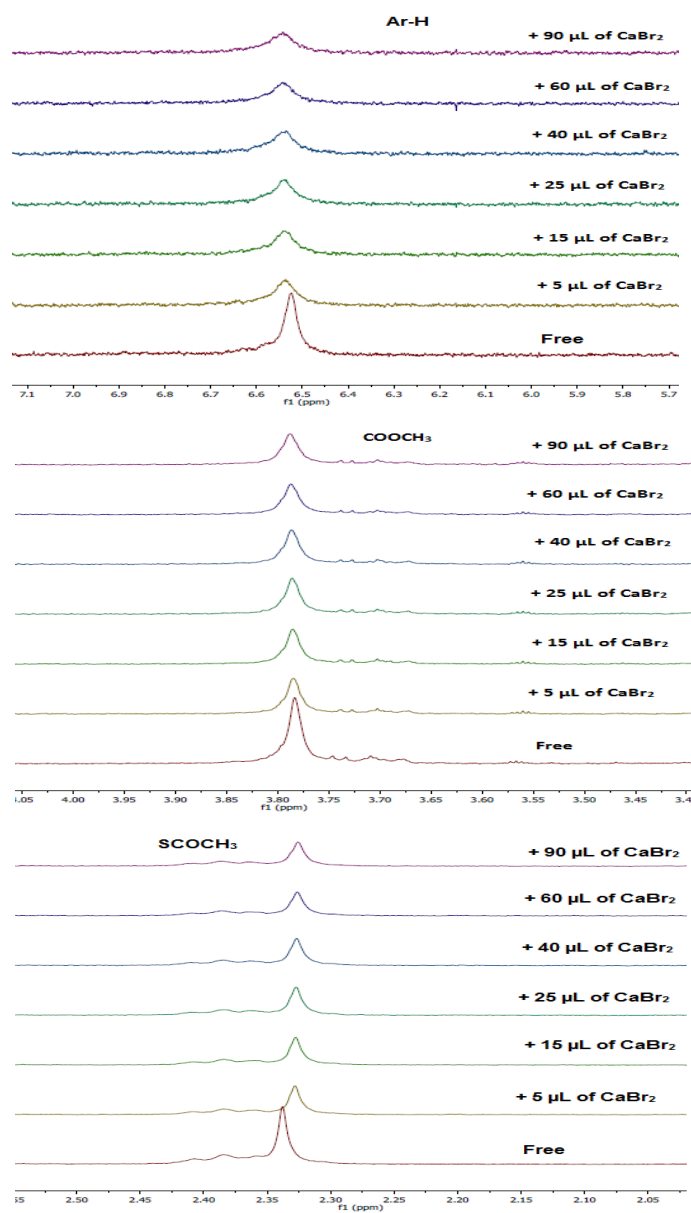 Ar-H
+ 90 µL of CaBr₂
+ 60 µL of CaBr₂
+ 40 µL of CaBr₂
+ 25 µL of CaBr₂
+ 15 µL of CaBr₂
+ 5 µL of CaBr₂
Free
7.1 7.0 6.9 6.8 6.7 6.6 6.5 6.4 6.3 6.2 6.1 6.0 5.9 5.8 5.7
f1 (ppm)
COOCH₃
+ 90 µL of CaBr₂
+ 60 µL of CaBr₂
+ 40 µL of CaBr₂
+ 25 µL of CaBr₂
+ 15 µL of CaBr₂
+ 5 µL of CaBr₂
Free
4.05 4.00 3.95 3.90 3.85 3.80 3.75 3.70 3.65 3.60 3.55 3.50 3.45 3.40
f1 (ppm)
SCOCH₃
+ 90 µL of CaBr₂
+ 60 µL of CaBr₂
+ 40 µL of CaBr₂
+ 25 µL of CaBr₂
+ 15 µL of CaBr₂
+ 5 µL of CaBr₂
Free
55 2.50 2.45 2.40 2.35 2.30 2.25 2.20 2.15 2.10 2.05
f1 (ppm)